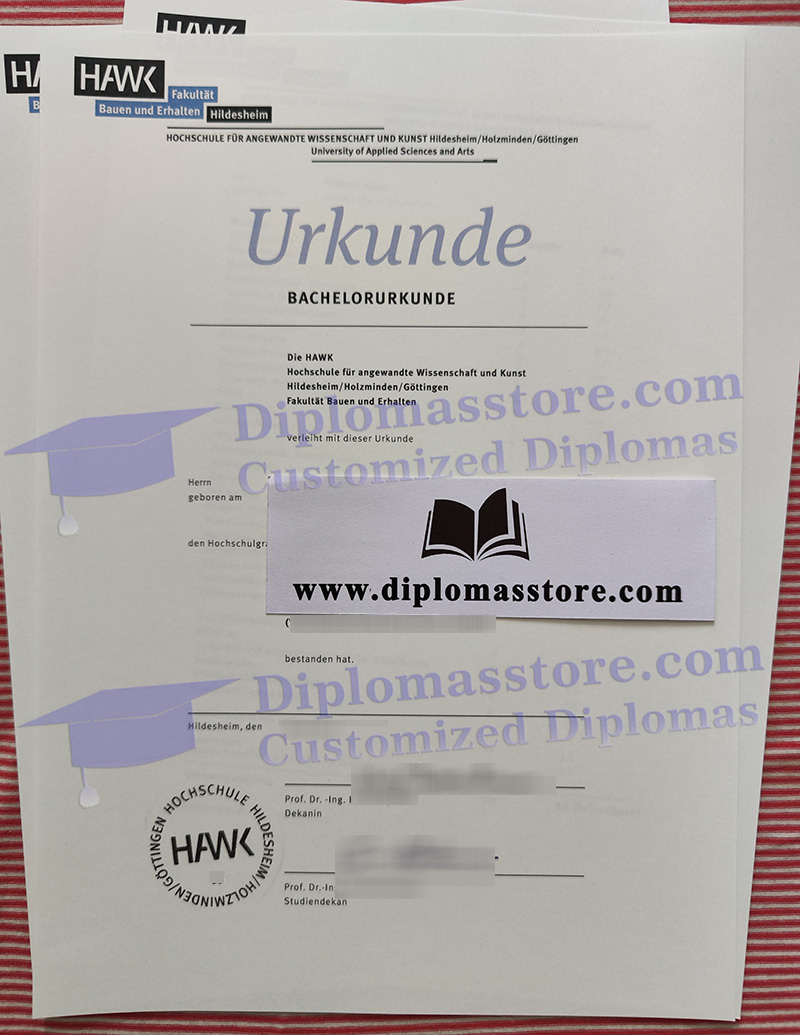 HAWK
HA
HAWK
Fakultät
Bauen und Erhalten
Hildesheim
B
HOCHSCHULE FÜR ANGEWANDTE WISSENSCHAFT UND KUNST Hildesheim/Holzminden/Göttingen
University of Applied Sciences and Arts
Urkunde
BACHELORURKUNDE
Die HAWK
Hochschule für angewandte Wissenschaft und Kunst
Hildesheim/Holzminden/Göttingen
Fakultät Bauen und Erhalten
Diplomasstore.com
verleiht mit dieser Urkunde
Customized Diplomas
Herrn
geboren am
den Hochschulgra
www.diplomasstore.com
(
bestanden hat.
Diplomasstore.com
Hildesheim, den
Customized Diplomas
Prof. Dr. -Ing.
Dekanin
HOCHSCHULE HILDESHEIM/HOLZMINDEN/GÖTTINGEN
HAWK
Prof. Dr.-In
Studiendekan